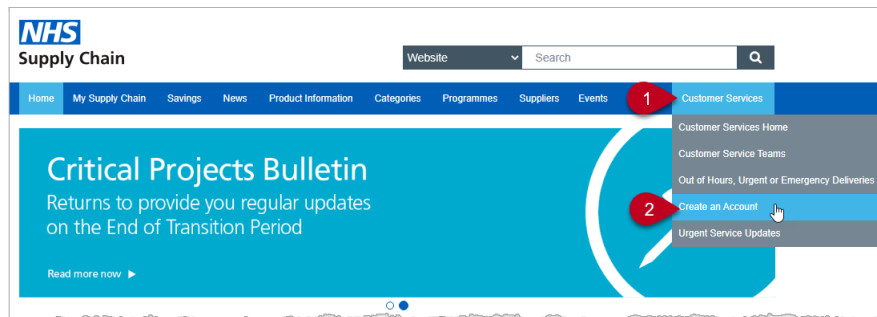 NHS
Supply Chain
Website Search
Home My Supply Chain Savings News Product Information Categories Programmes Suppliers Events 1 Customer Services
Customer Services Home
Customer Service Teams
Out of Hours, Urgent or Emergency Deliveries
2 Create an Account
Urgent Service Updates
Critical Projects Bulletin
Returns to provide you regular updates
on the End of Transition Period
Read more now